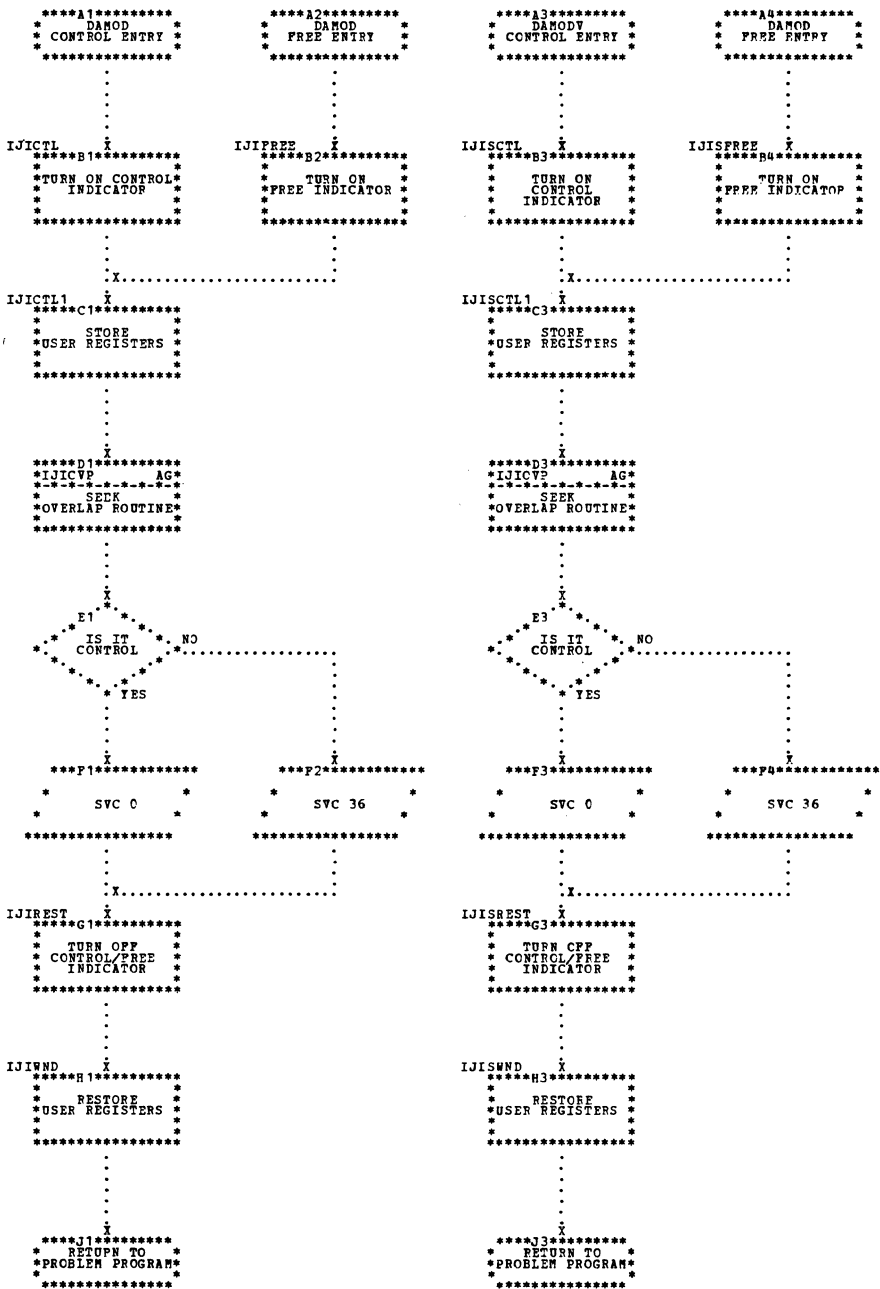 A1 A2 A3 A4
DAMOD DAMOD DAMODV DAMOD
CONTROL ENTRY FREE ENTRY CONTROL ENTRY FREE ENTRY
IJICTL X IJIFREE X IJISCTL X IJISFREE X
B1 B2 B3 B4
TURN ON CONTROL TURN ON TURN ON TURN ON
INDICATOR FREE INDICATOR CONTROL FREE INDICATOR
INDICATOR
X X
IJICTL1 X IJISCTL1 X
C1 C3
STORE STORE
USER REGISTERS USER REGISTERS
X X
D1 D3
IJICVP AG IJICVP AG
SEEK SEEK
OVERLAP ROUTINE OVERLAP ROUTINE
X X
E1 E3
IS IT NO IS IT NO
CONTROL CONTROL
YES YES
X X X X
F1 F2 F3 F4
SVC 0 SVC 36 SVC 0 SVC 36
X X
IJIREST X IJISREST X
G1 G3
TURN OFF TURN OFF
CONTROL/FREE CONTROL/FREE
INDICATOR INDICATOR
IJIWND X IJISWND X
H1 H3
RESTORE RESTORE
USER REGISTERS USER REGISTERS
X X
J1 J3
RETURN TO RETURN TO
PROBLEM PROGRAM PROBLEM PROGRAM